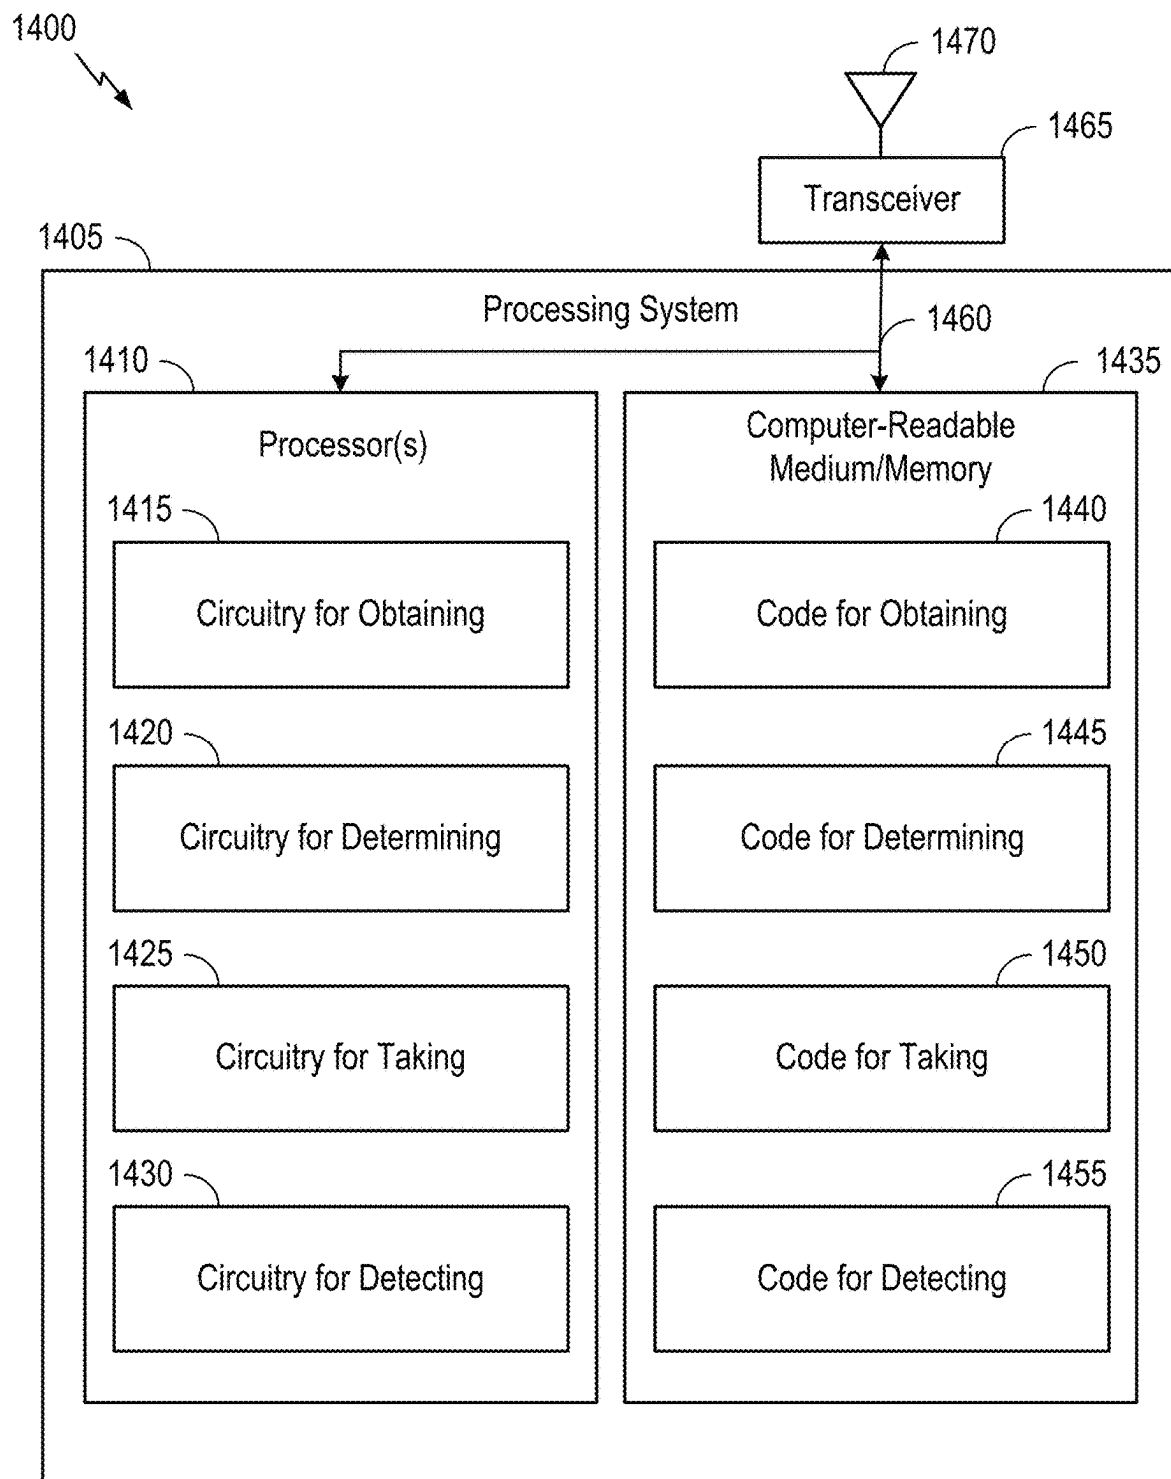 1400
1470
1465
Transceiver
1405
Processing System
1460
1410
1435
Processor(s)
Computer-Readable
Medium/Memory
1415
1440
Circuitry for Obtaining
Code for Obtaining
1420
1445
Circuitry for Determining
Code for Determining
1425
1450
Circuitry for Taking
Code for Taking
1430
1455
Circuitry for Detecting
Code for Detecting